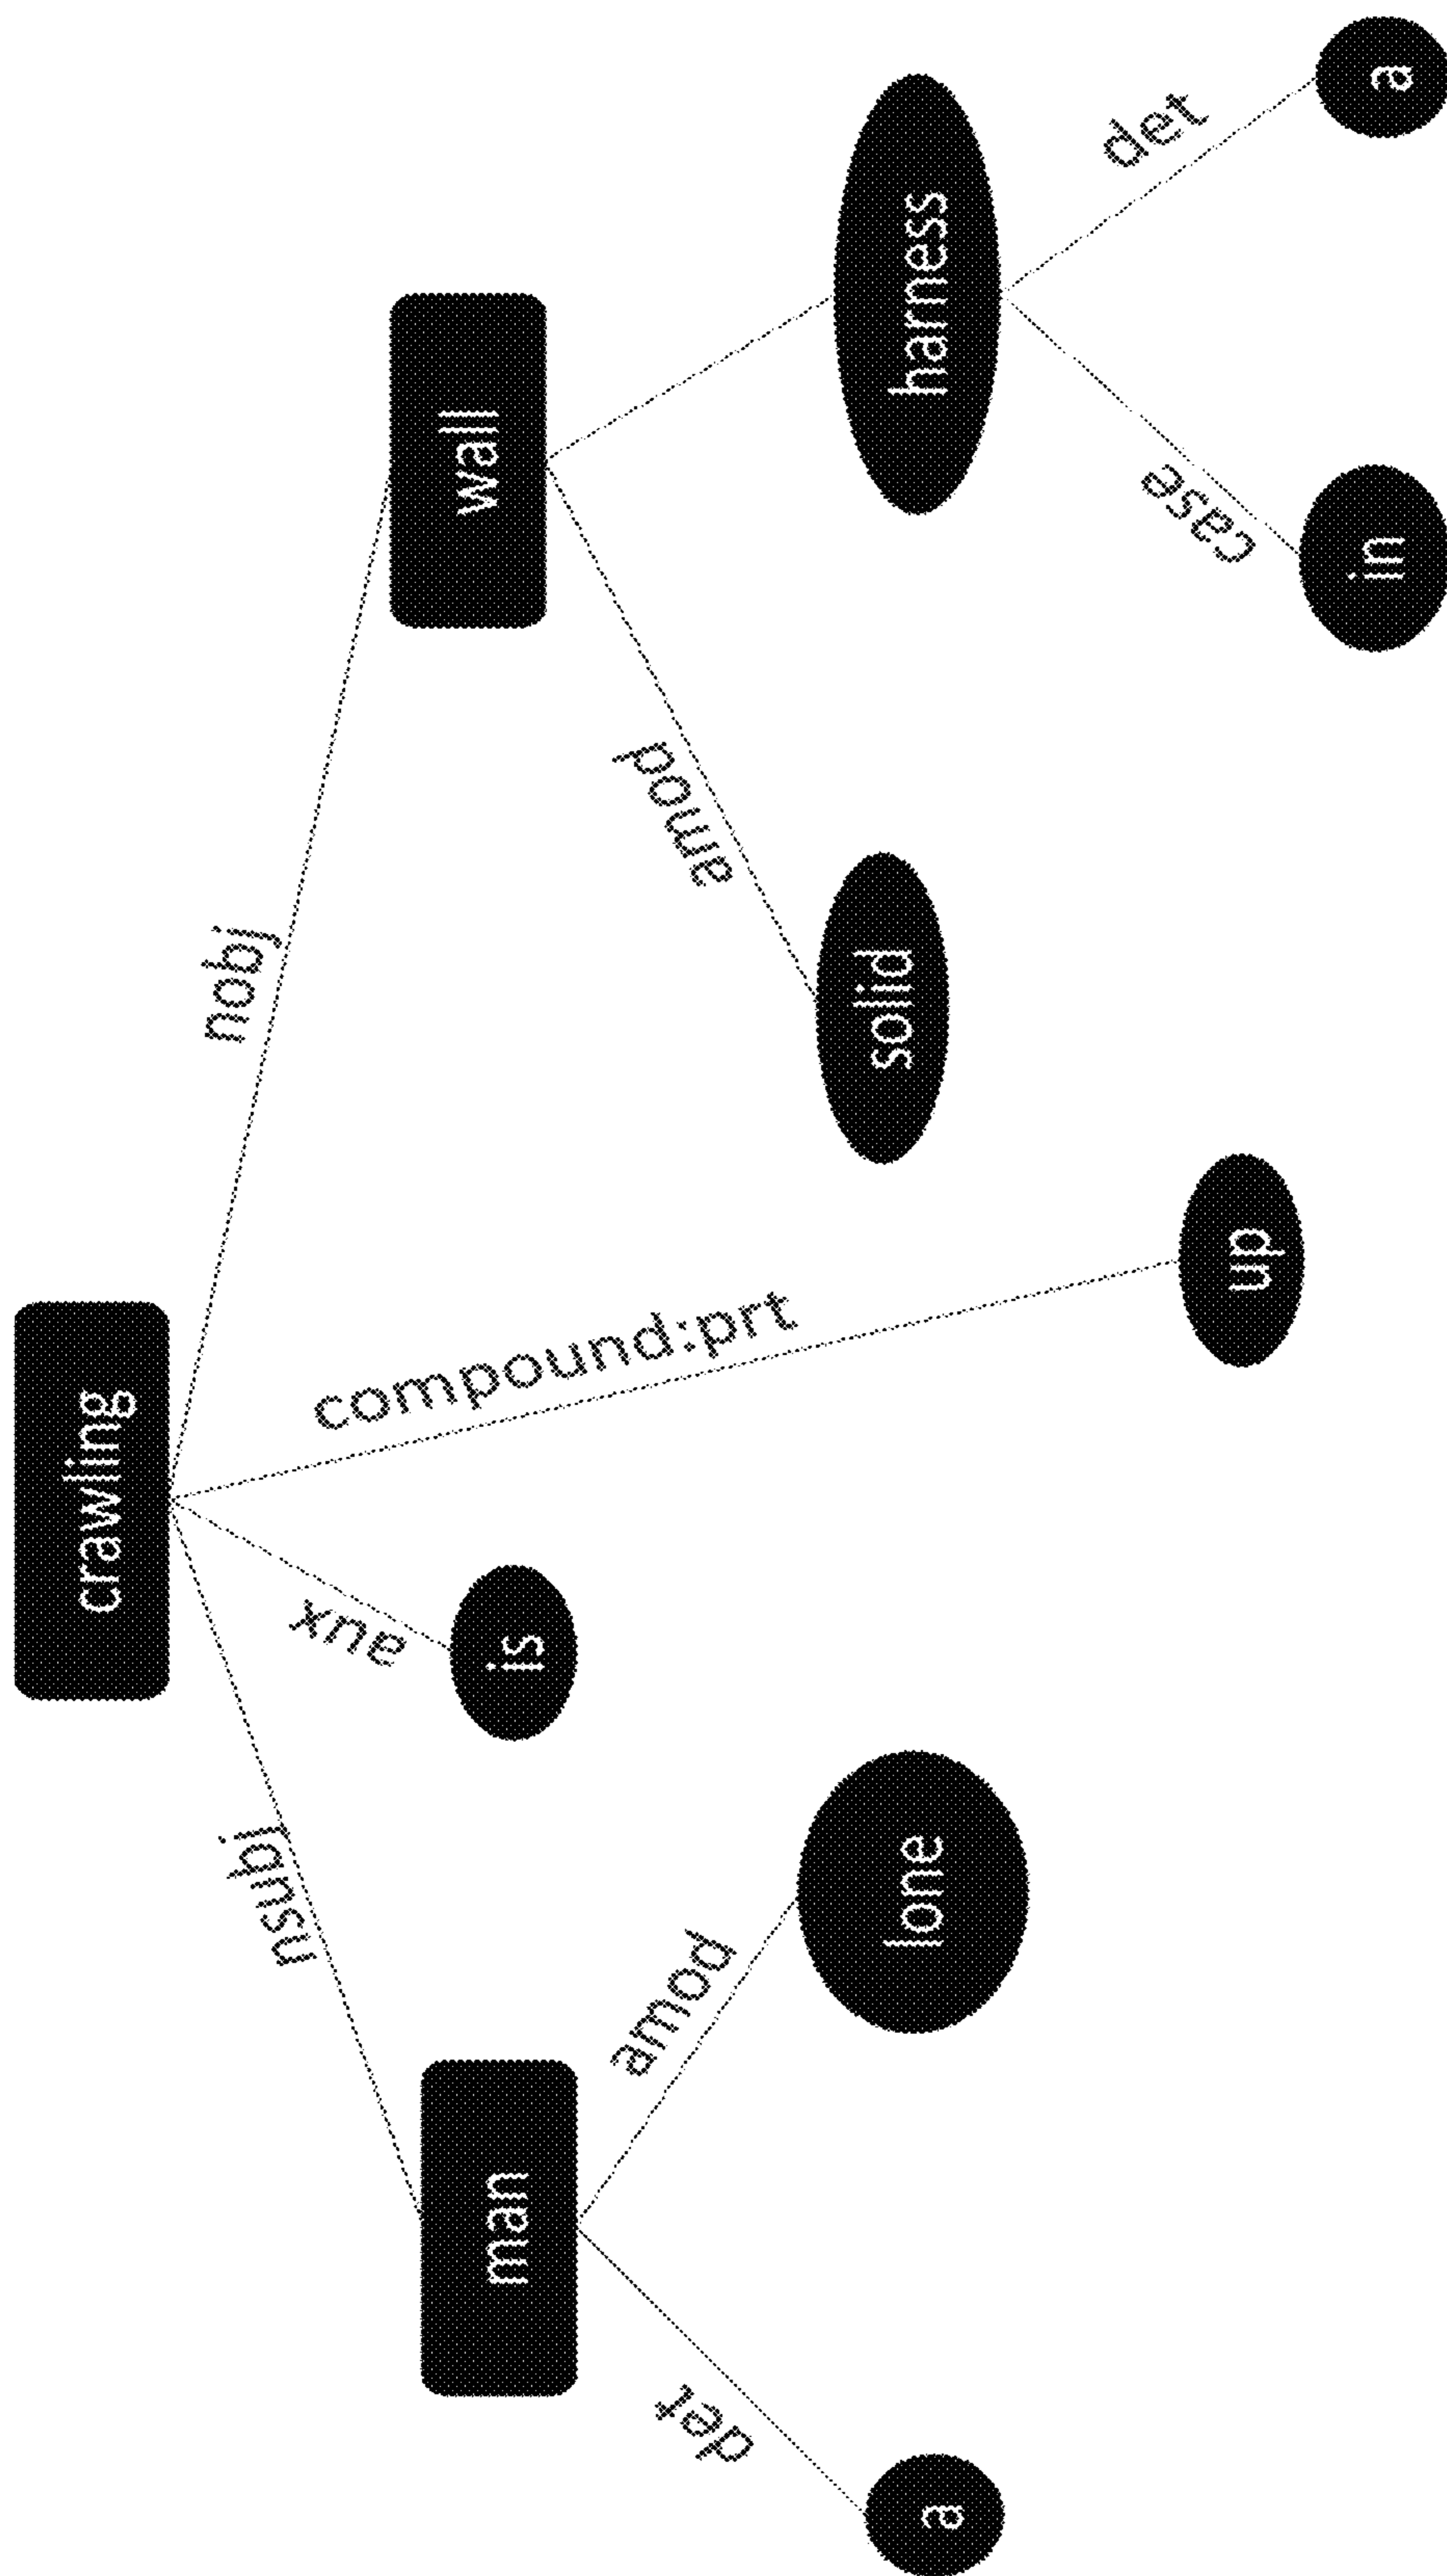 crawling
nsubj
aux
compound:prt
nobj
man
is
wall
det
amod
amod
a
lone
solid
harness
up
case
det
in
a